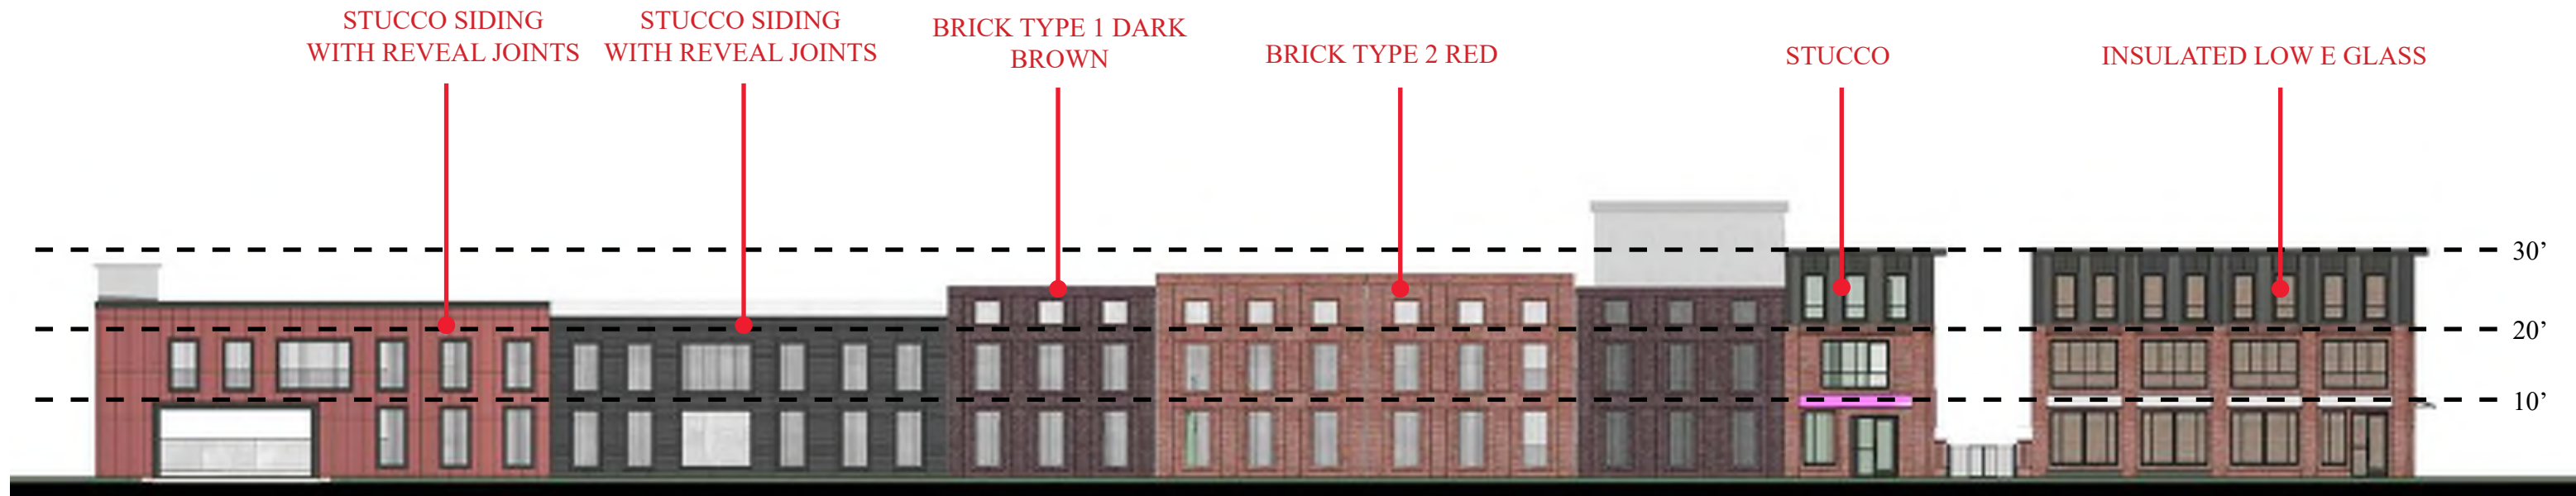 STUCCO SIDING
WITH REVEAL JOINTS
STUCCO SIDING
WITH REVEAL JOINTS
BRICK TYPE 1 DARK
BROWN
BRICK TYPE 2 RED
STUCCO
INSULATED LOW E GLASS
30’
20’
10’